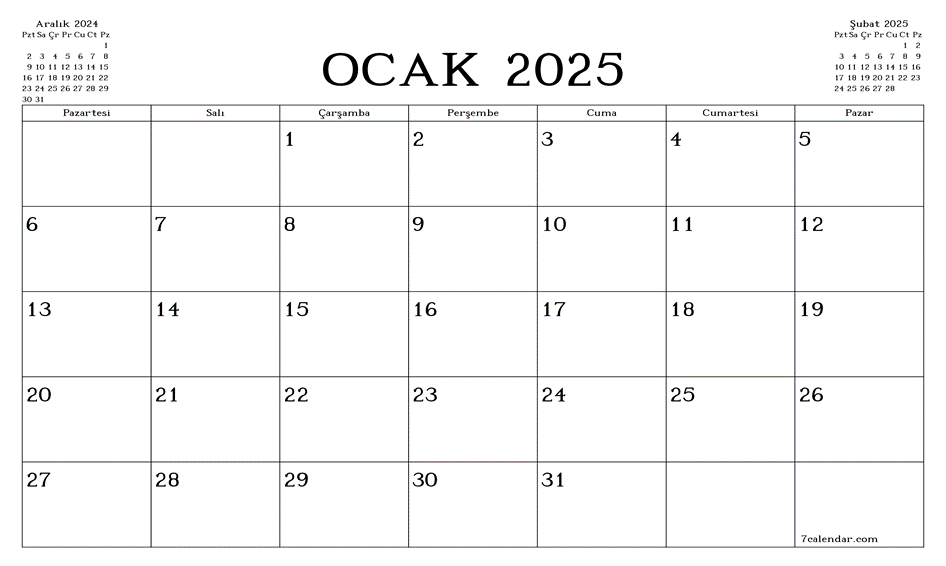 Aralık 2024
Pzt Sa Çr Pr Cu Ct Pz
1
2 3 4 5 6 7 8
9 10 11 12 13 14 15
16 17 18 19 20 21 22
23 24 25 26 27 28 29
30 31
OCAK 2025
Şubat 2025
Pzt Sa Çr Pr Cu Ct Pz
1 2
3 4 5 6 7 8 9
10 11 12 13 14 15 16
17 18 19 20 21 22 23
24 25 26 27 28
Pazartesi Salı Çarşamba Perşembe Cuma Cumartesi Pazar
1 2 3 4 5
6 7 8 9 10 11 12
13 14 15 16 17 18 19
20 21 22 23 24 25 26
27 28 29 30 31
7calendar.com